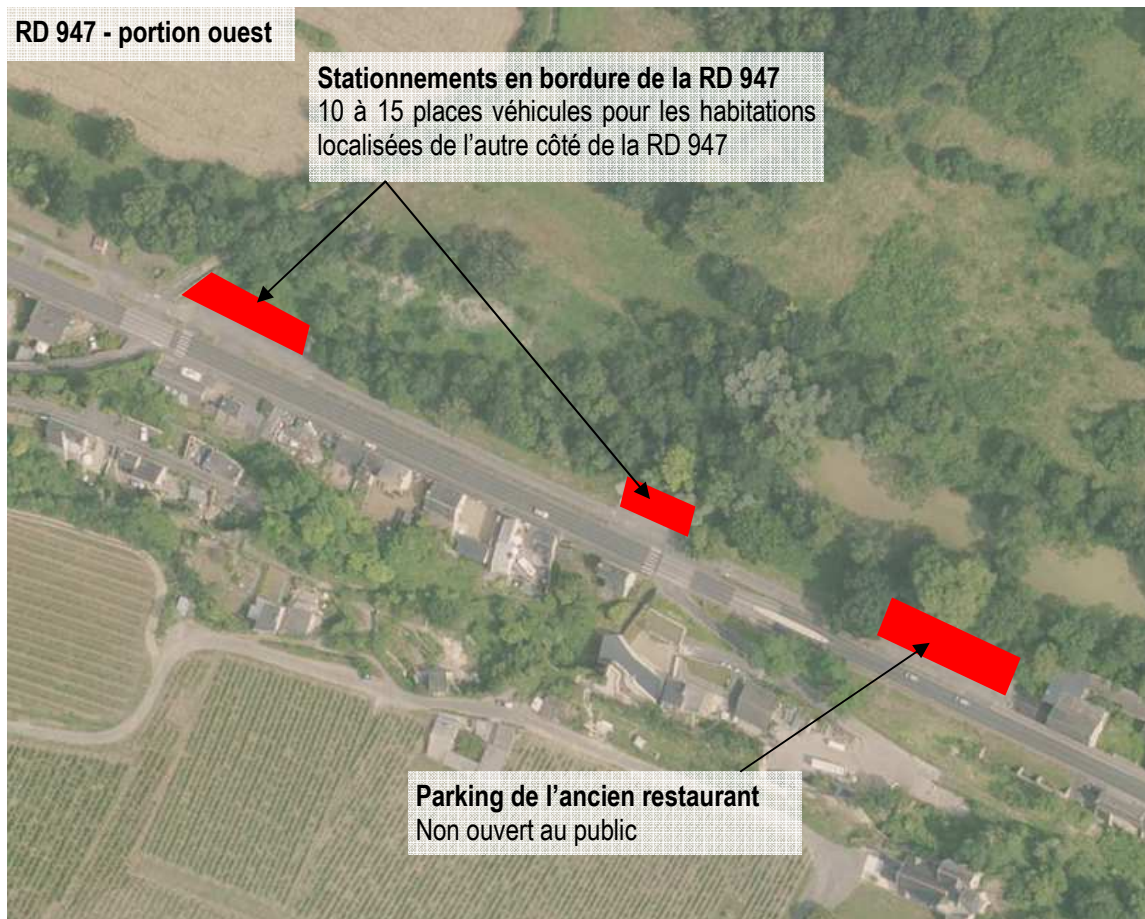 RD 947 - portion ouest
Stationnements en bordure de la RD 947
10 à 15 places véhicules pour les habitations
localisées de l'autre côté de la RD 947
Parking de l'ancien restaurant
Non ouvert au public